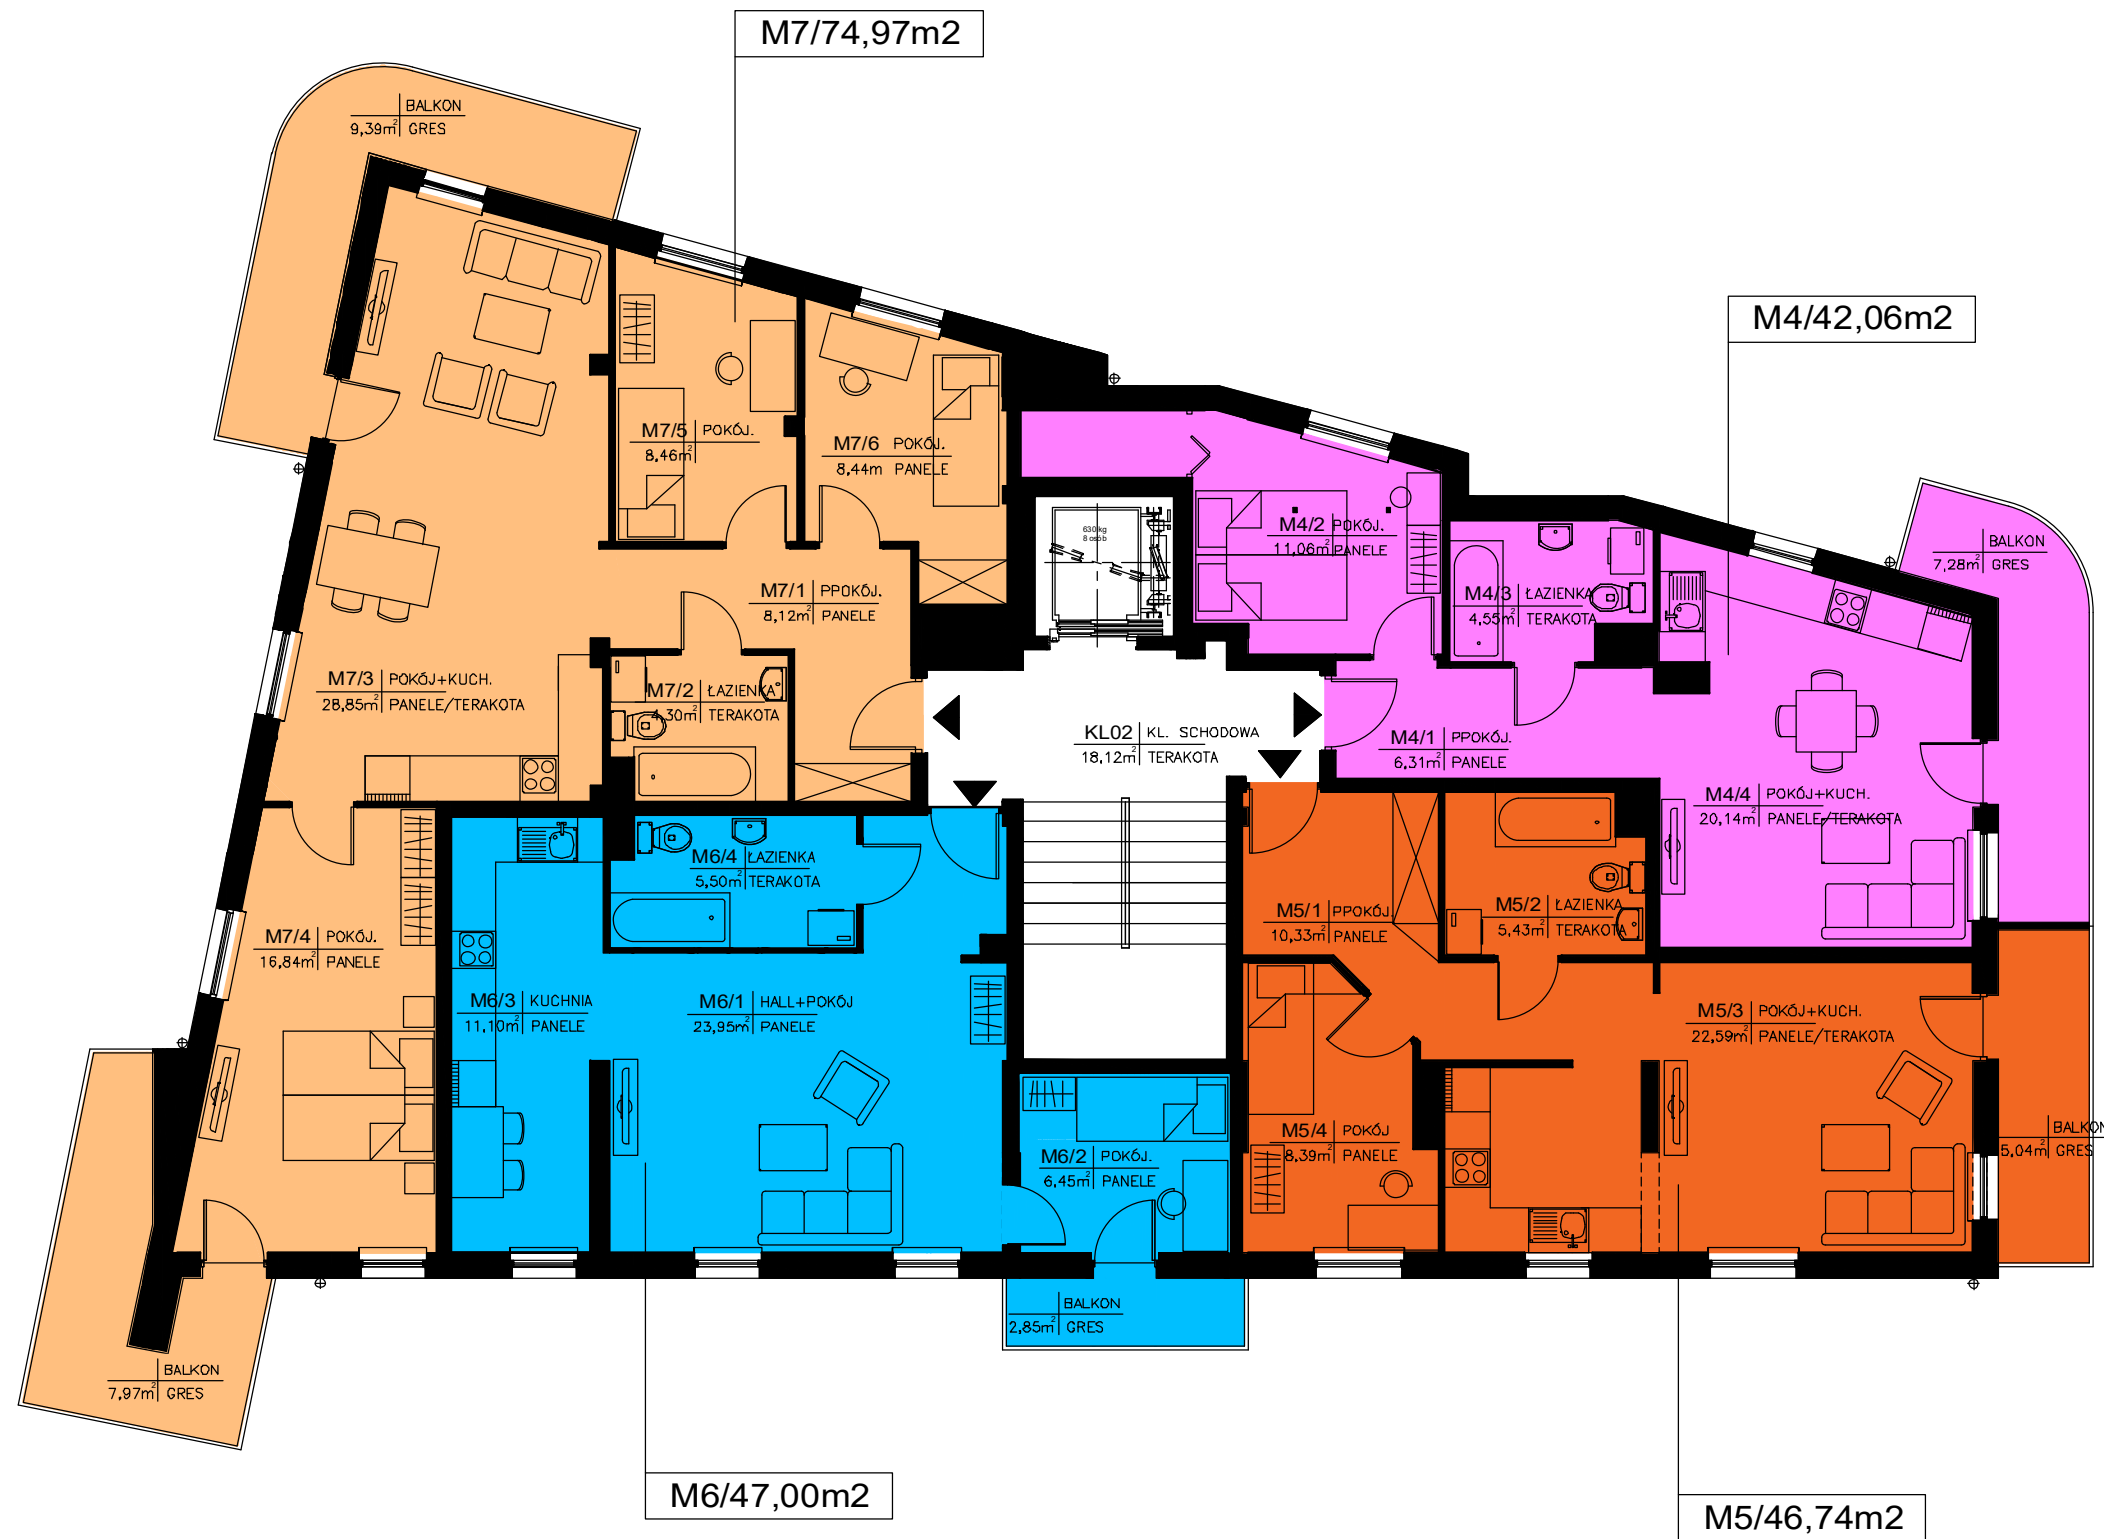 M7/74,97m2
BALKON
9,39m² GRES
M4/42,06m2
M7/5 POKÓJ.
8,46m²
M7/6 POKÓJ.
8,44m PANELE
630 kg
8 osób
M4/2 POKÓJ.
11,06m² PANELE
BALKON
7,28m² GRES
M7/1 PPOKÓJ.
8,12m² PANELE
M4/3 ŁAZIENKA
4,55m² TERAKOTA
M7/3 POKÓJ+KUCH.
28,85m² PANELE/TERAKOTA
M7/2 ŁAZIENKA
4,30m² TERAKOTA
KL02 KL. SCHODOWA
18,12m² TERAKOTA
M4/1 PPOKÓJ.
6,31m² PANELE
M4/4 POKÓJ+KUCH.
20,14m² PANELE/TERAKOTA
M6/4 ŁAZIENKA
5,50m² TERAKOTA
M7/4 POKÓJ.
16,84m² PANELE
M5/1 PPOKÓJ.
10,33m² PANELE
M5/2 ŁAZIENKA
5,43m² TERAKOTA
M6/3 KUCHNIA
11,10m² PANELE
M6/1 HALL+POKÓJ
23,95m² PANELE
M5/3 POKÓJ+KUCH.
22,59m² PANELE/TERAKOTA
M6/2 POKÓJ.
6,45m² PANELE
M5/4 POKÓJ
8,39m² PANELE
BALKON
5,04m² GRES
BALKON
2,85m² GRES
BALKON
7,97m² GRES
M6/47,00m2
M5/46,74m2